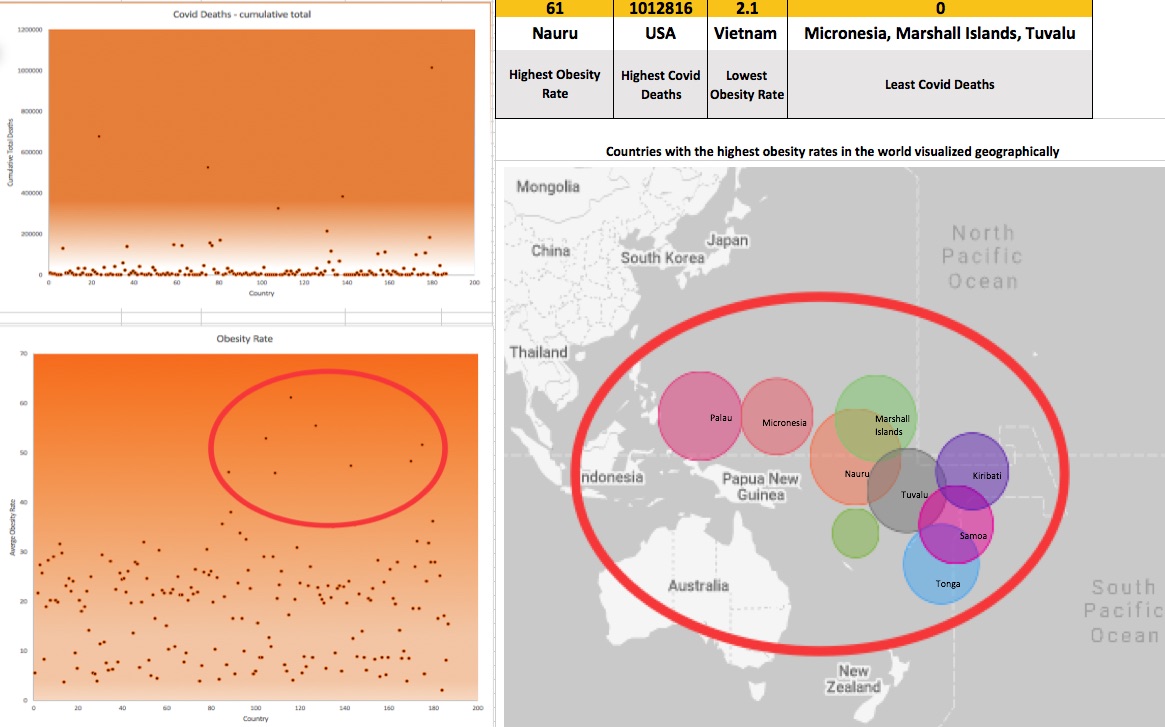 Covid Deaths - cumulative total
1200000
1000000
800000
600000
400000
200000
0
Cumulative Total Deaths
0 20 40 60 80 100 120 140 160 180 200
Country
Obesity Rate
70
60
50
40
30
20
10
0
Obesity Rate
0 20 40 60 80 100 120 140 160 180 200
Country
61 1012816 2.1 0
Nauru USA Vietnam Micronesia, Marshall Islands, Tuvalu
Highest Obesity Rate
Highest Covid Deaths
Lowest Obesity Rate
Least Covid Deaths
Countries with the highest obesity rates in the world visualized geographically
Mongolia
China
Japan
South Korea
Thailand
North
Pacific
Ocean
Palau
Micronesia
Marshall
Islands
Nauru
Tuvalu
Kiribati
Samoa
Tonga
ndonesia
Papua New
Guinea
Australia
New
Zealand
South
Pacific
Ocean